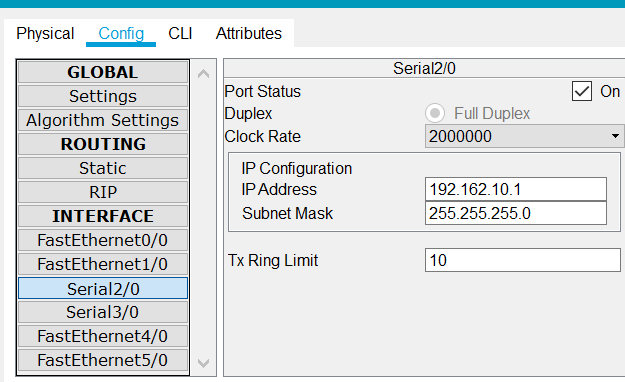 Physical Config CLI Attributes
GLOBAL
Settings
Algorithm Settings
ROUTING
Static
RIP
INTERFACE
FastEthernet0/0
FastEthernet1/0
Serial2/0
Serial3/0
FastEthernet4/0
FastEthernet5/0
Serial2/0
Port Status On
Duplex Full Duplex
Clock Rate 2000000
IP Configuration
IP Address 192.162.10.1
Subnet Mask 255.255.255.0
Tx Ring Limit 10